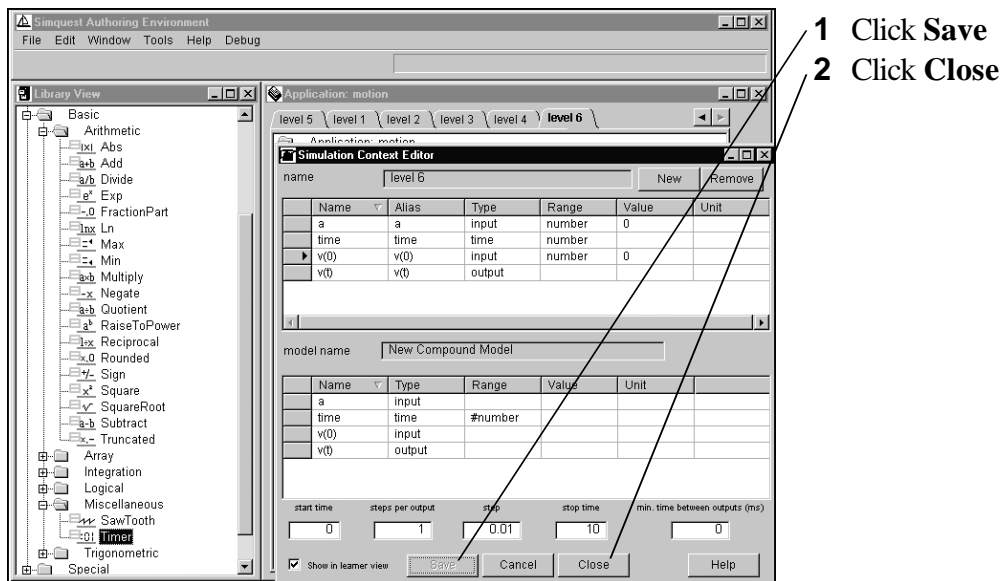 Simquest Authoring Environment
File Edit Window Tools Help Debug
1 Click Save
2 Click Close
Library View
Basic
Arithmetic
|x| Abs
a+b Add
a/b Divide
eˣ Exp
-.0 FractionPart
lnx Ln
Max
Min
a×b Multiply
-x Negate
a÷b Quotient
aᵇ RaiseToPower
1÷x Reciprocal
x.0 Rounded
+/- Sign
x² Square
√ SquareRoot
a-b Subtract
x.- Truncated
Array
Integration
Logical
Miscellaneous
SawTooth
Timer
Trigonometric
Special
Application: motion
level 5 level 1 level 2 level 3 level 4 level 6
Application: motion
Simulation Context Editor
name level 6 New Remove
Name Alias Type Range Value Unit
a a input number 0
time time time number
v(0) v(0) input number 0
v(t) v(t) output
model name New Compound Model
Name Type Range Value Unit
a input
time time #number
v(0) input
v(t) output
start time steps per output step stop time min. time between outputs (ms)
0 1 0.01 10 0
Show in learner view Save Cancel Close Help